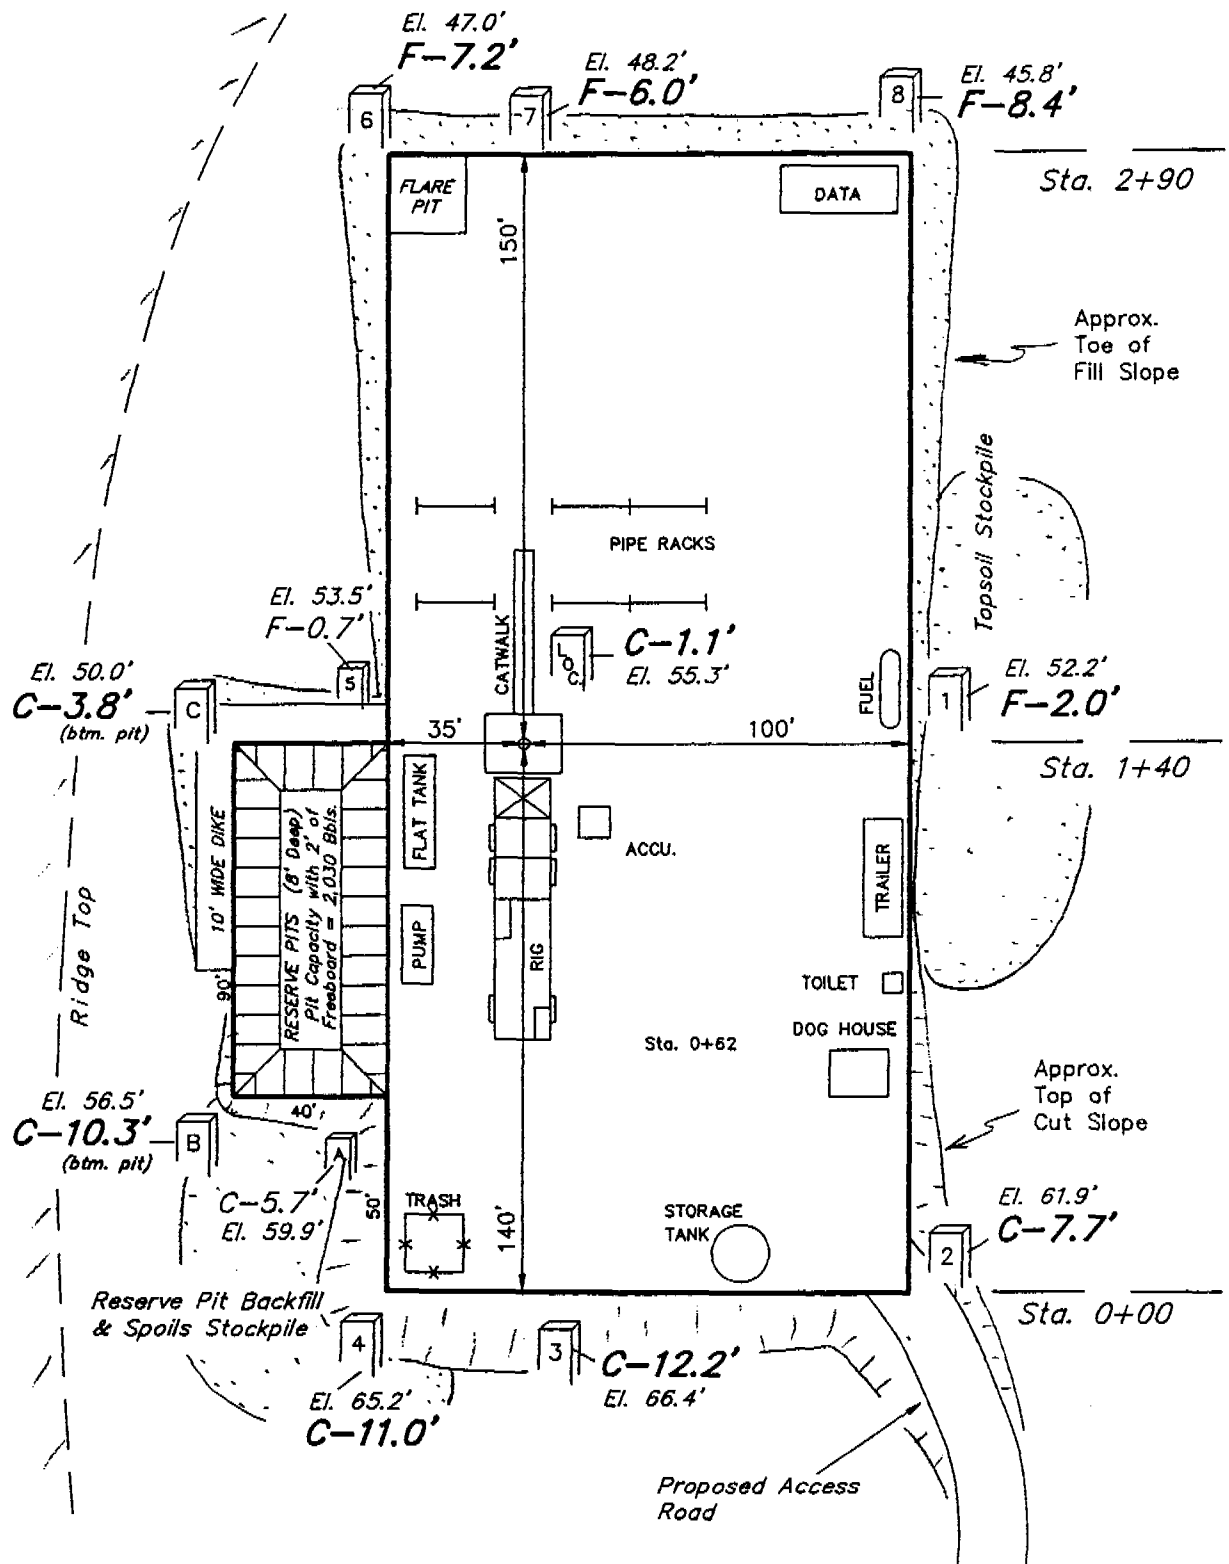 El. 47.0'
F-7.2'
El. 48.2'
F-6.0'
El. 45.8'
F-8.4'
6
7
8
FLARE
PIT
DATA
Sta. 2+90
150'
Approx.
Toe of
Fill Slope
Topsoil Stockpile
PIPE RACKS
El. 53.5'
F-0.7'
5
CATWALK
LOC.
C-1.1'
El. 55.3'
FUEL
El. 52.2'
F-2.0'
1
El. 50.0'
C-3.8'
(btm. pit)
C
35'
100'
Sta. 1+40
10' WIDE DIKE
RESERVE PITS (8' Deep)
Pit Capacity with 2' of
Freeboard = 2,030 Bbls.
FLAT TANK
PUMP
RIG
ACCU.
TRAILER
TOILET
DOG HOUSE
Sta. 0+62
Ridge Top
90'
40'
El. 56.5'
C-10.3'
(btm. pit)
B
A
C-5.7'
El. 59.9'
50'
TRASH
140'
STORAGE
TANK
Approx.
Top of
Cut Slope
El. 61.9'
C-7.7'
2
Sta. 0+00
Reserve Pit Backfill
& Spoils Stockpile
4
El. 65.2'
C-11.0'
3
C-12.2'
El. 66.4'
Proposed Access
Road